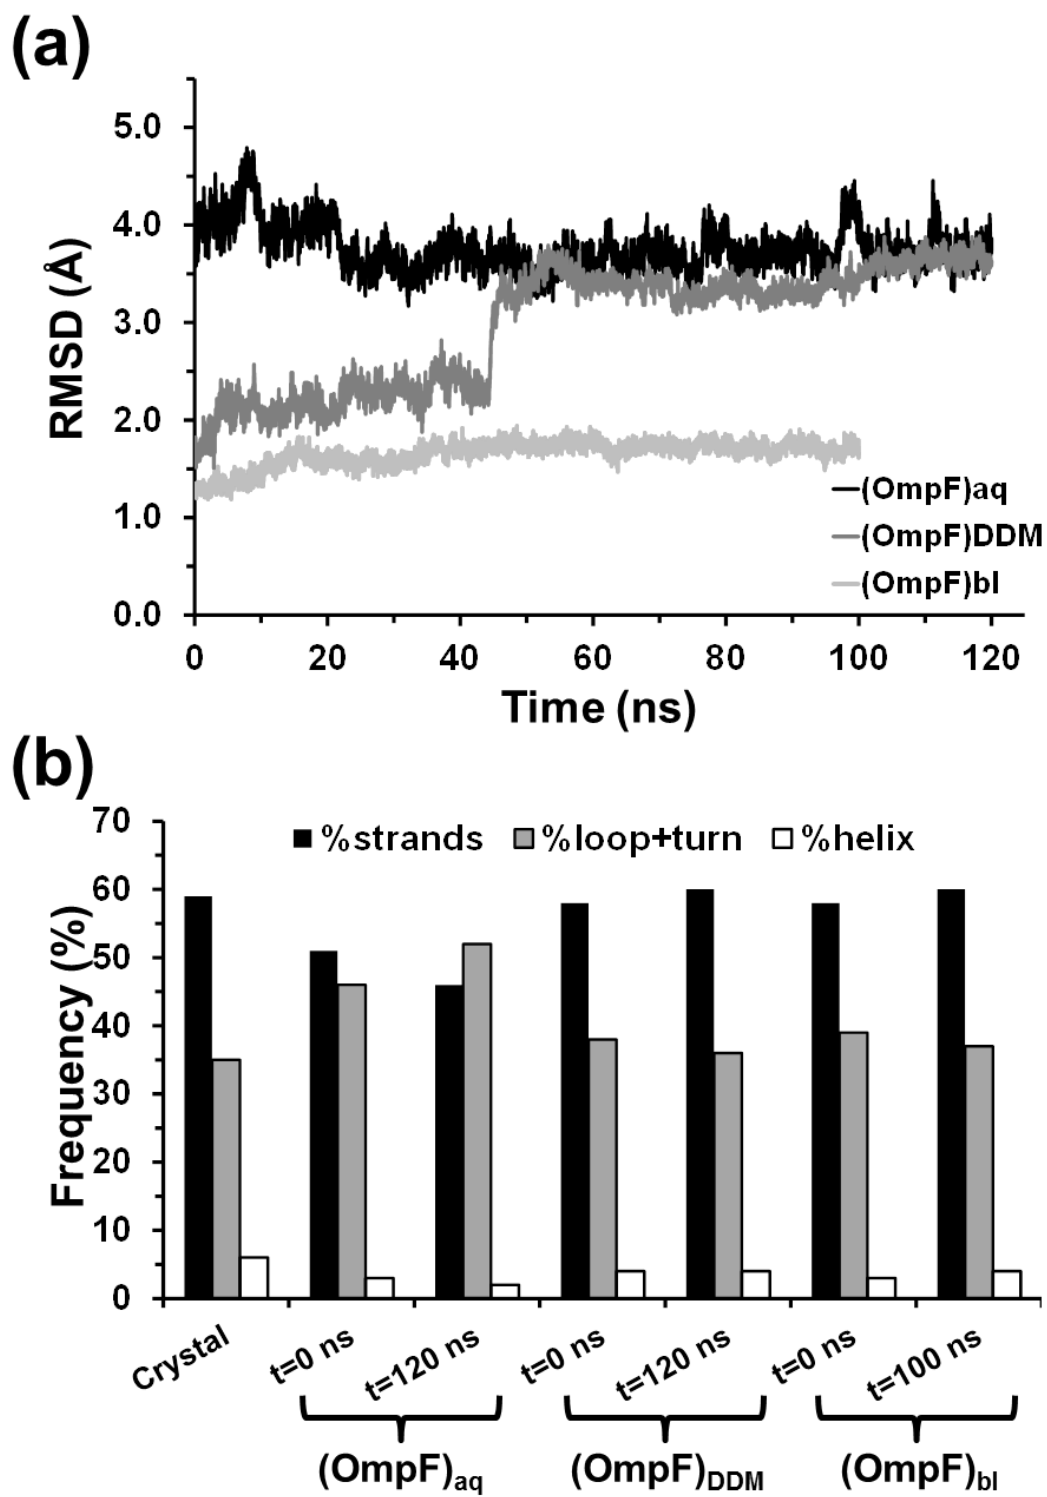 (a)
RMSD (Å)
5.0
4.0
3.0
2.0
1.0
0.0
(OmpF)aq
(OmpF)DDM
(OmpF)bl
0 20 40 60 80 100 120
Time (ns)
(b)
Frequency (%)
70
60
50
40
30
20
10
0
%strands %loop+turn %helix
Crystal t=0 ns t=120 ns t=0 ns t=120 ns t=0 ns t=100 ns
(OmpF)aq (OmpF)DDM (OmpF)bl